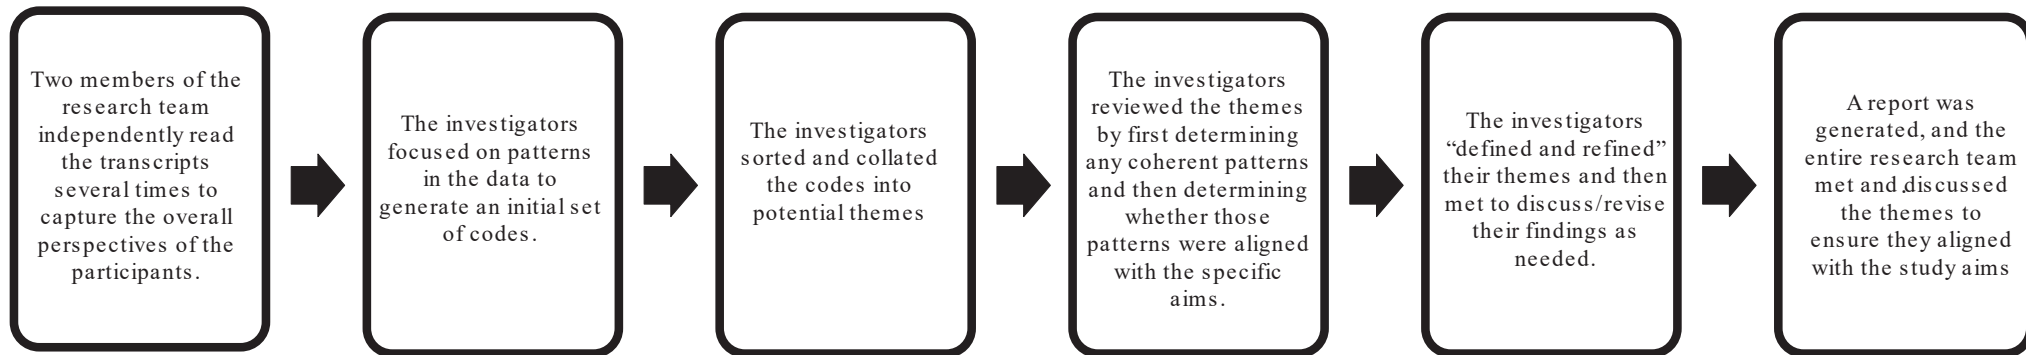 Two members of the
research team
independently read
the transcripts
several times to
capture the overall
perspectives of the
participants.
The investigators
focused on patterns
in the data to
generate an initial set
of codes.
The investigators
sorted and collated
the codes into
potential themes
The investigators
reviewed the themes
by first determining
any coherent patterns
and then determining
whether those
patterns were aligned
with the specific
aims.
The investigators
“defined and refined”
their themes and then
met to discuss/revise
their findings as
needed.
A report was
generated, and the
entire research team
met and ,discussed
the themes to
ensure they aligned
with the study aims